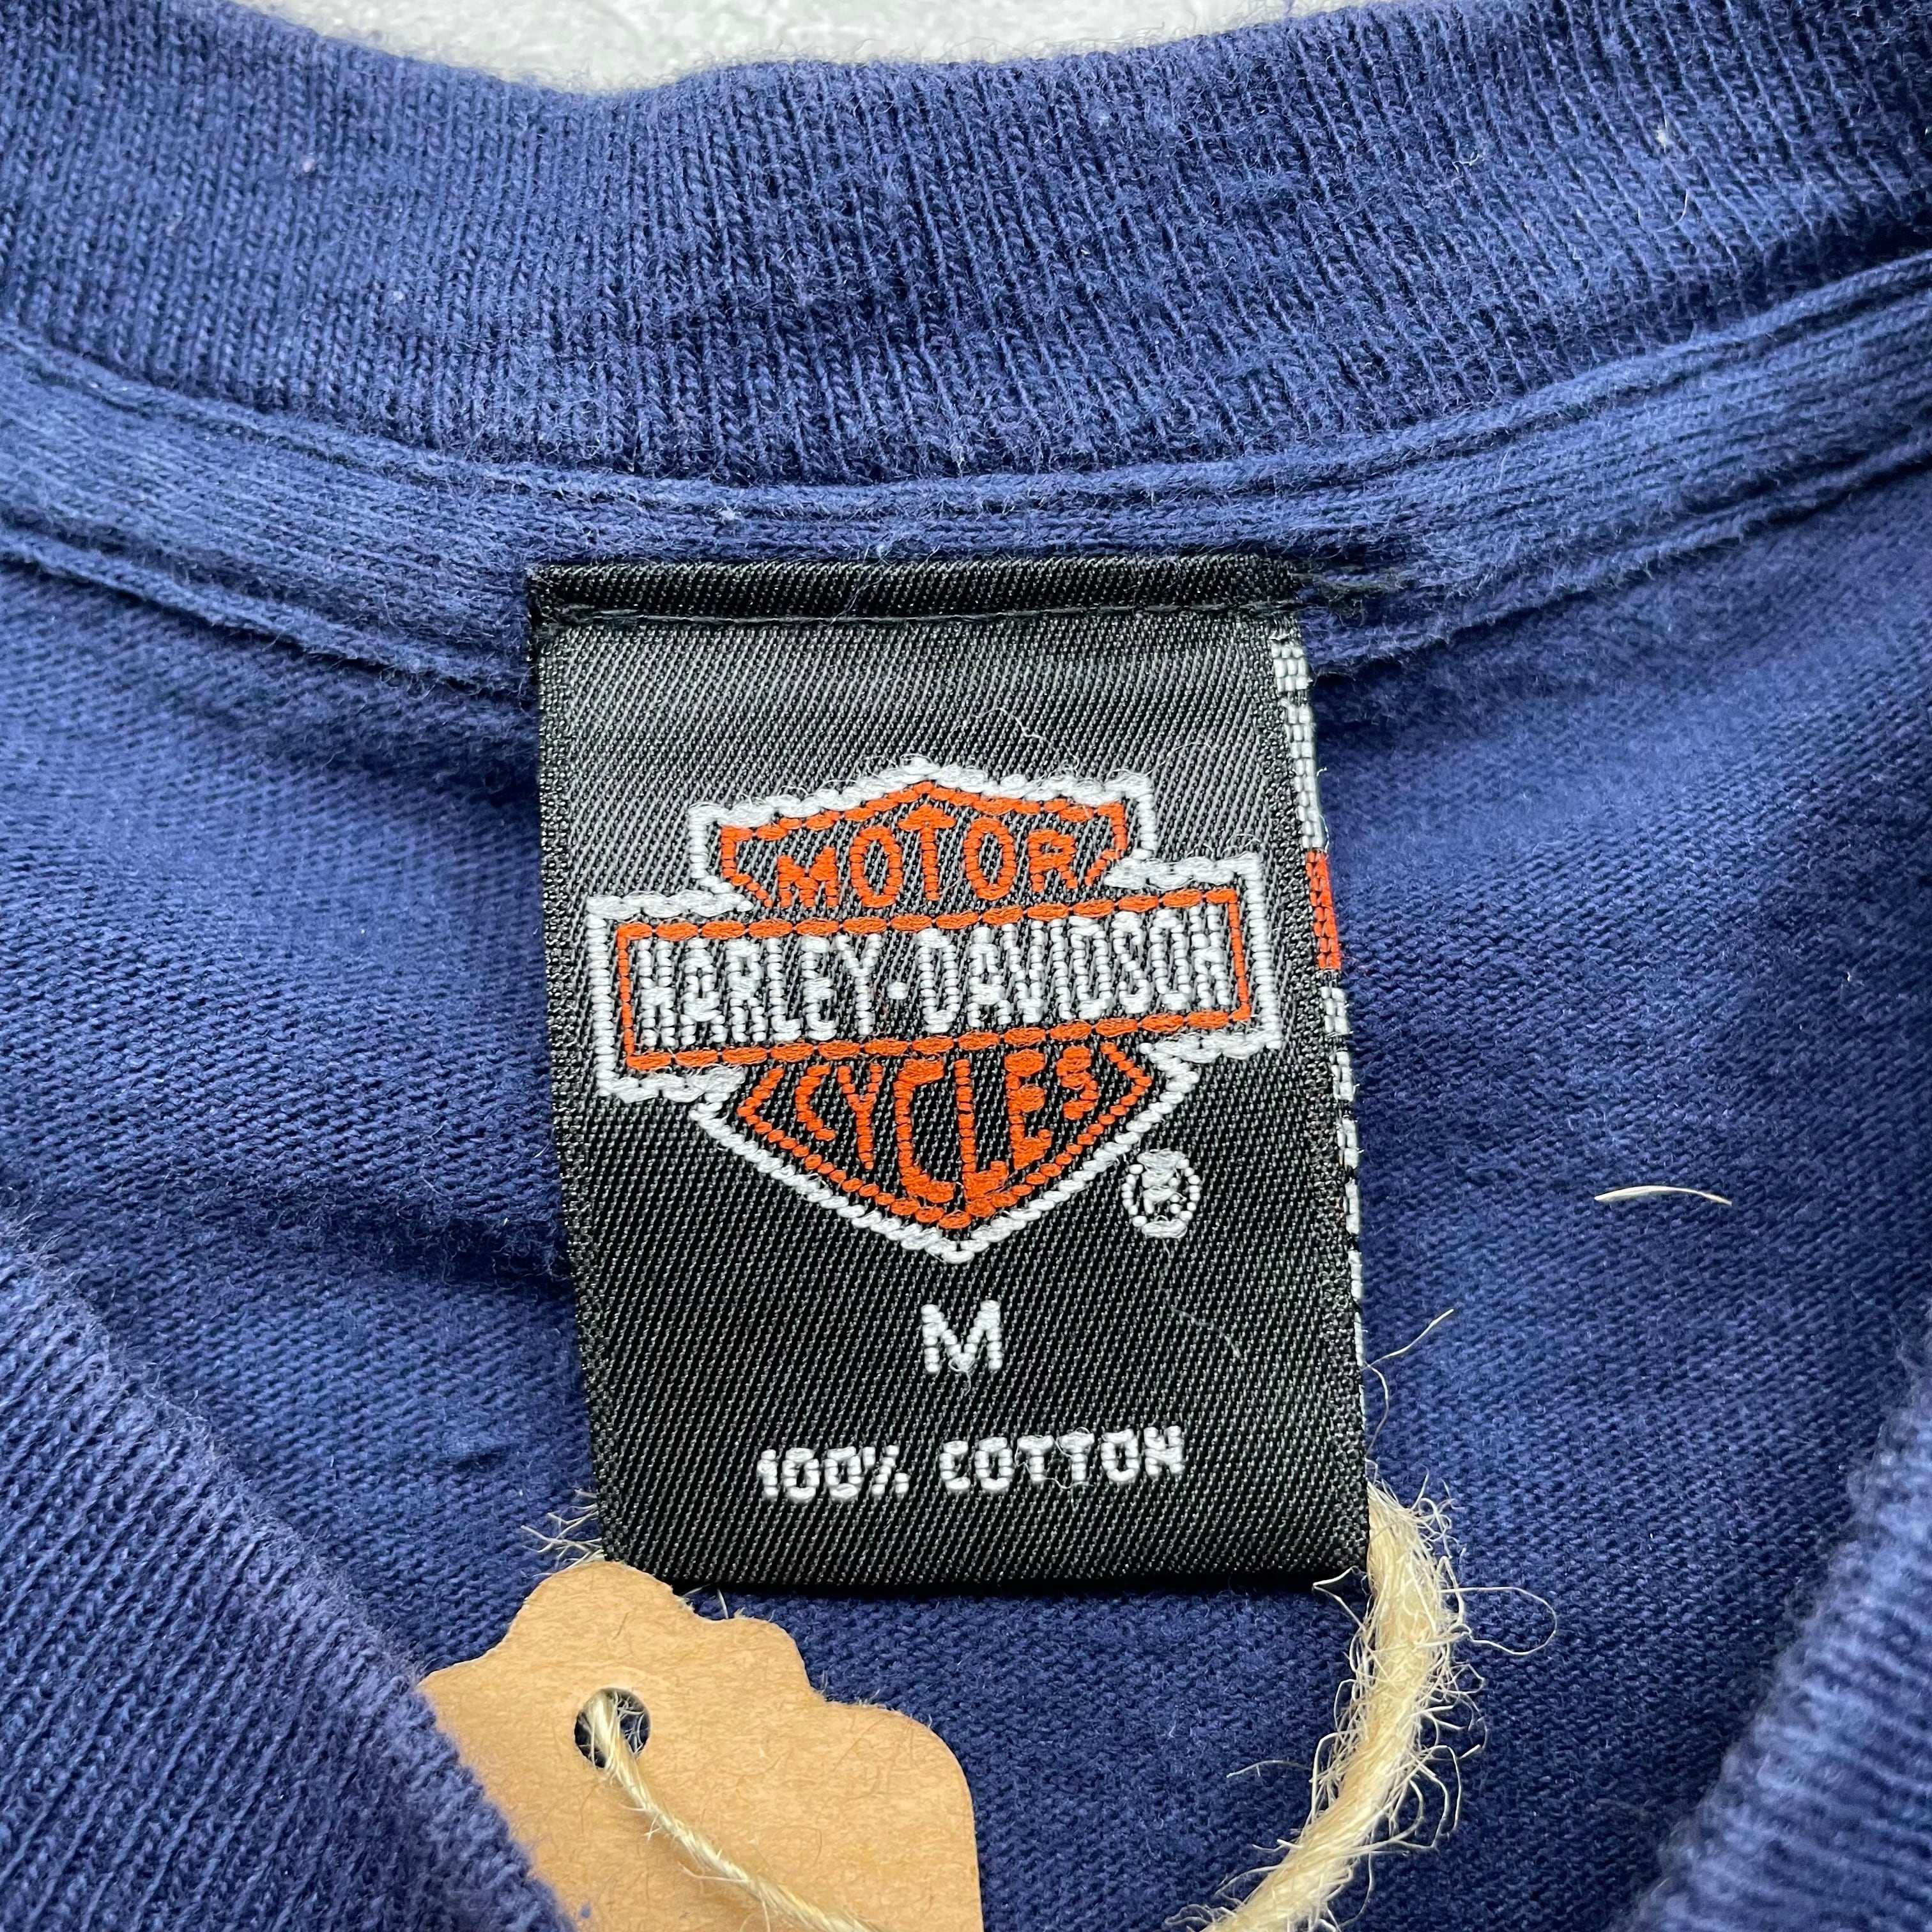 MOTOR
HARLEY-DAVIDSON
CYCLES
®
M
100% COTTON